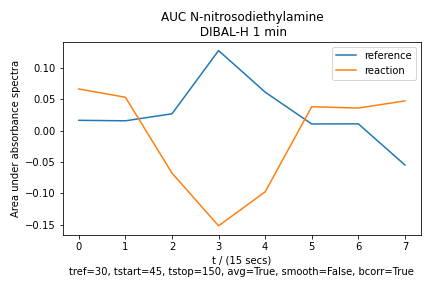 AUC N-nitrosodiethylamine
DIBAL-H 1 min
reference
reaction
Area under absorbance spectra
0.10
0.05
0.00
−0.05
−0.10
−0.15
0 1 2 3 4 5 6 7
t / (15 secs)
tref=30, tstart=45, tstop=150, avg=True, smooth=False, bcorr=True